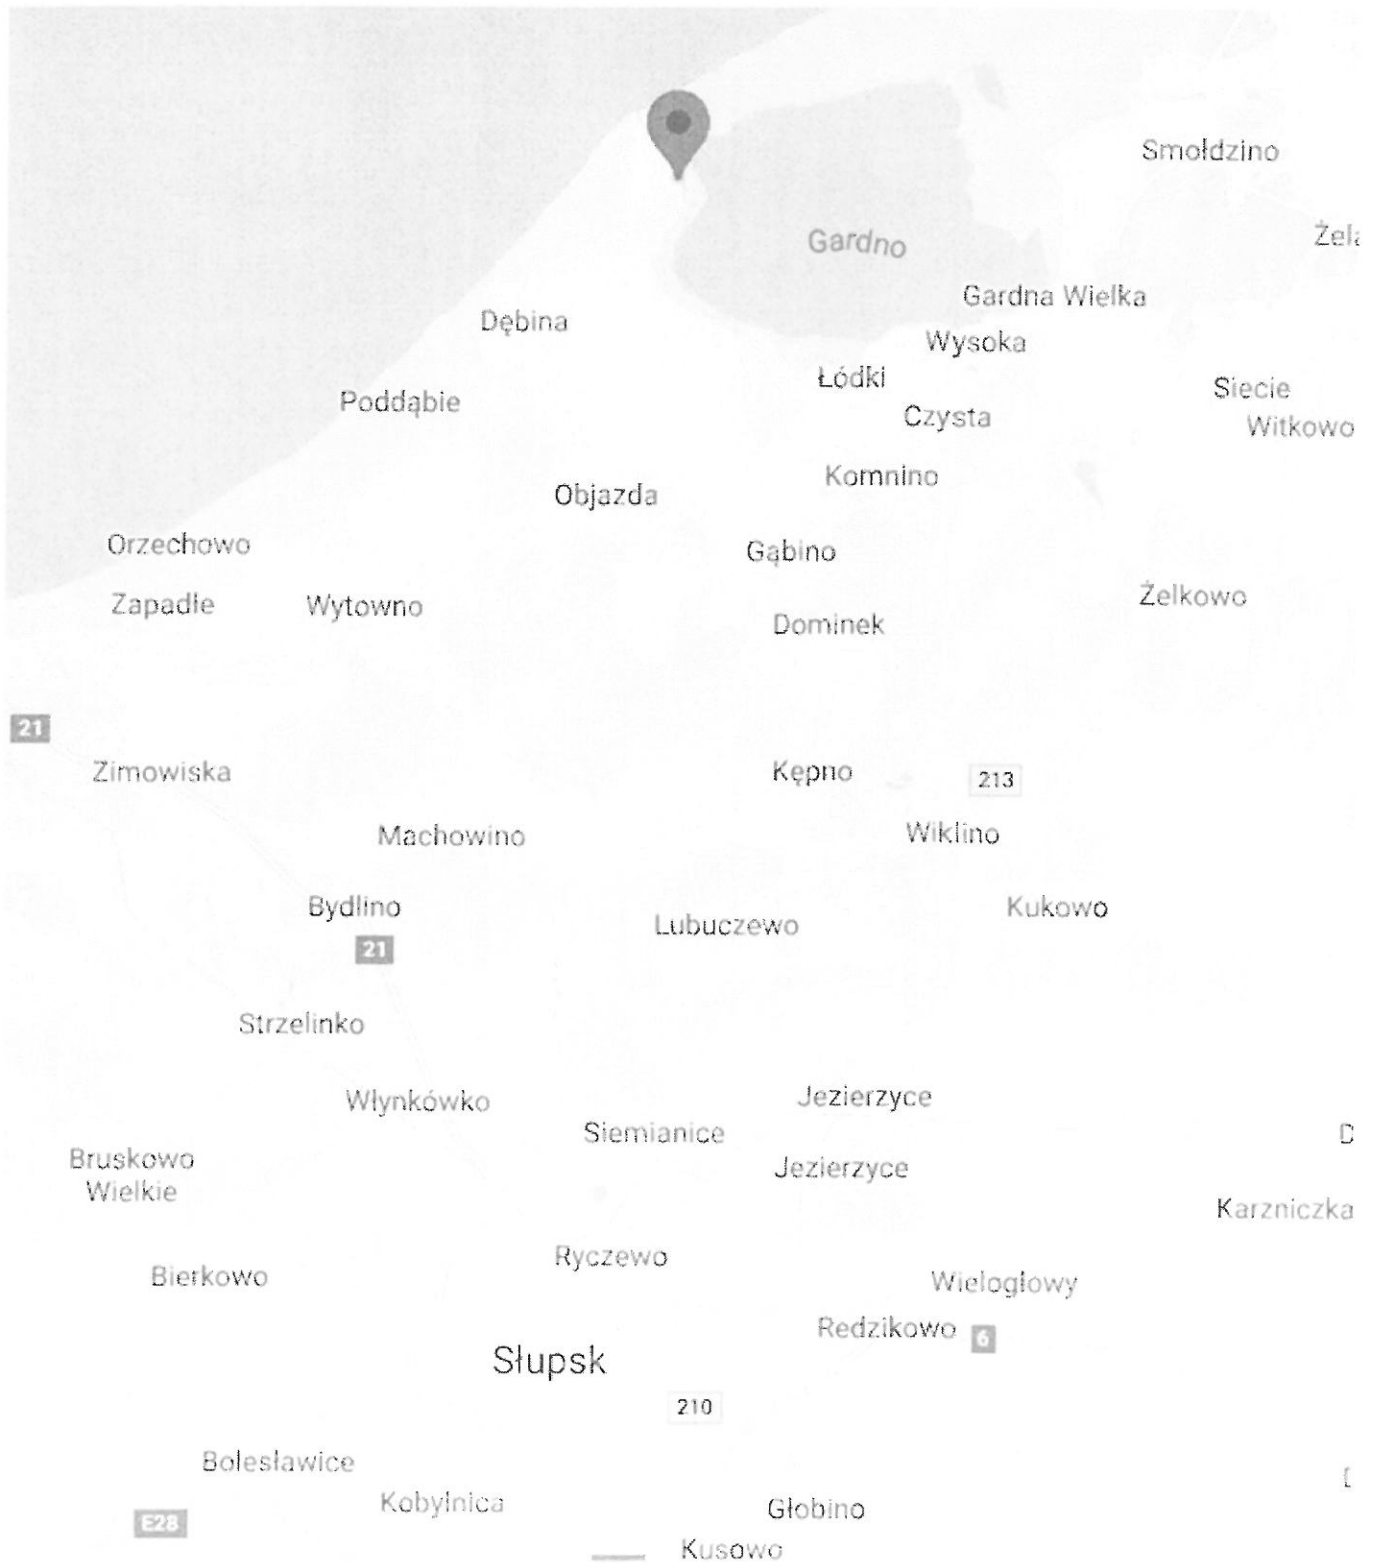 Smołdzino
Żela
Gardno
Gardna Wielka
Dębina
Wysoka
Łódki
Siecie
Poddąbie
Czysta
Witkowo
Komnino
Objazda
Orzechowo
Gąbino
Żelkowo
Zapadłe
Wytowno
Dominek
21
Zimowiska
Kępno
213
Machowino
Wiklino
Bydlino
Kukowo
Lubuczewo
21
Strzelinko
Jezierzyce
Włynkówko
Siemianice
Bruskowo
Wielkie
Jezierzyce
Karzniczka
Ryczewo
Bierkowo
Wielogłowy
Redzikowo
6
Słupsk
210
Bolesławice
Kobylnica
Głobino
E28
Kusowo